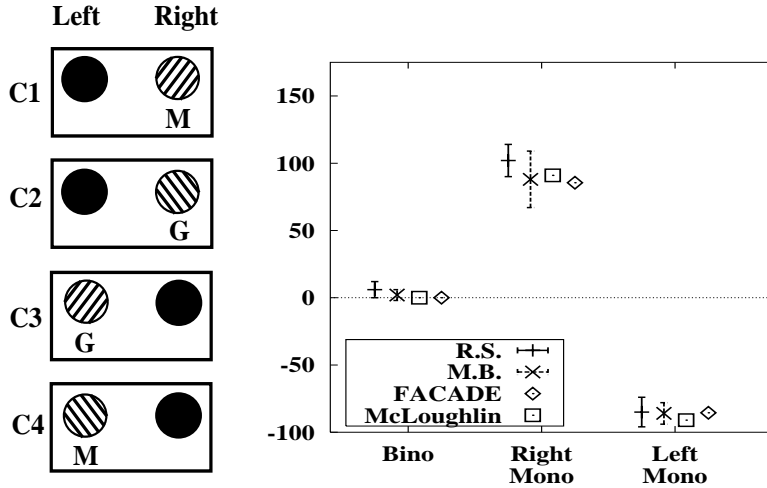 Left Right
C1
M
C2
G
C3
G
C4
M
150
100
50
0
-50
-100
R.S.
M.B.
FACADE
McLoughlin
Bino Right Left
Mono Mono